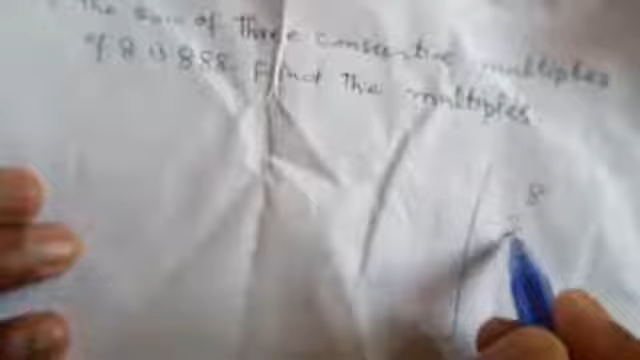 The sum of Three consecutive multiples
of 8 is 888. Find The multiples.
8